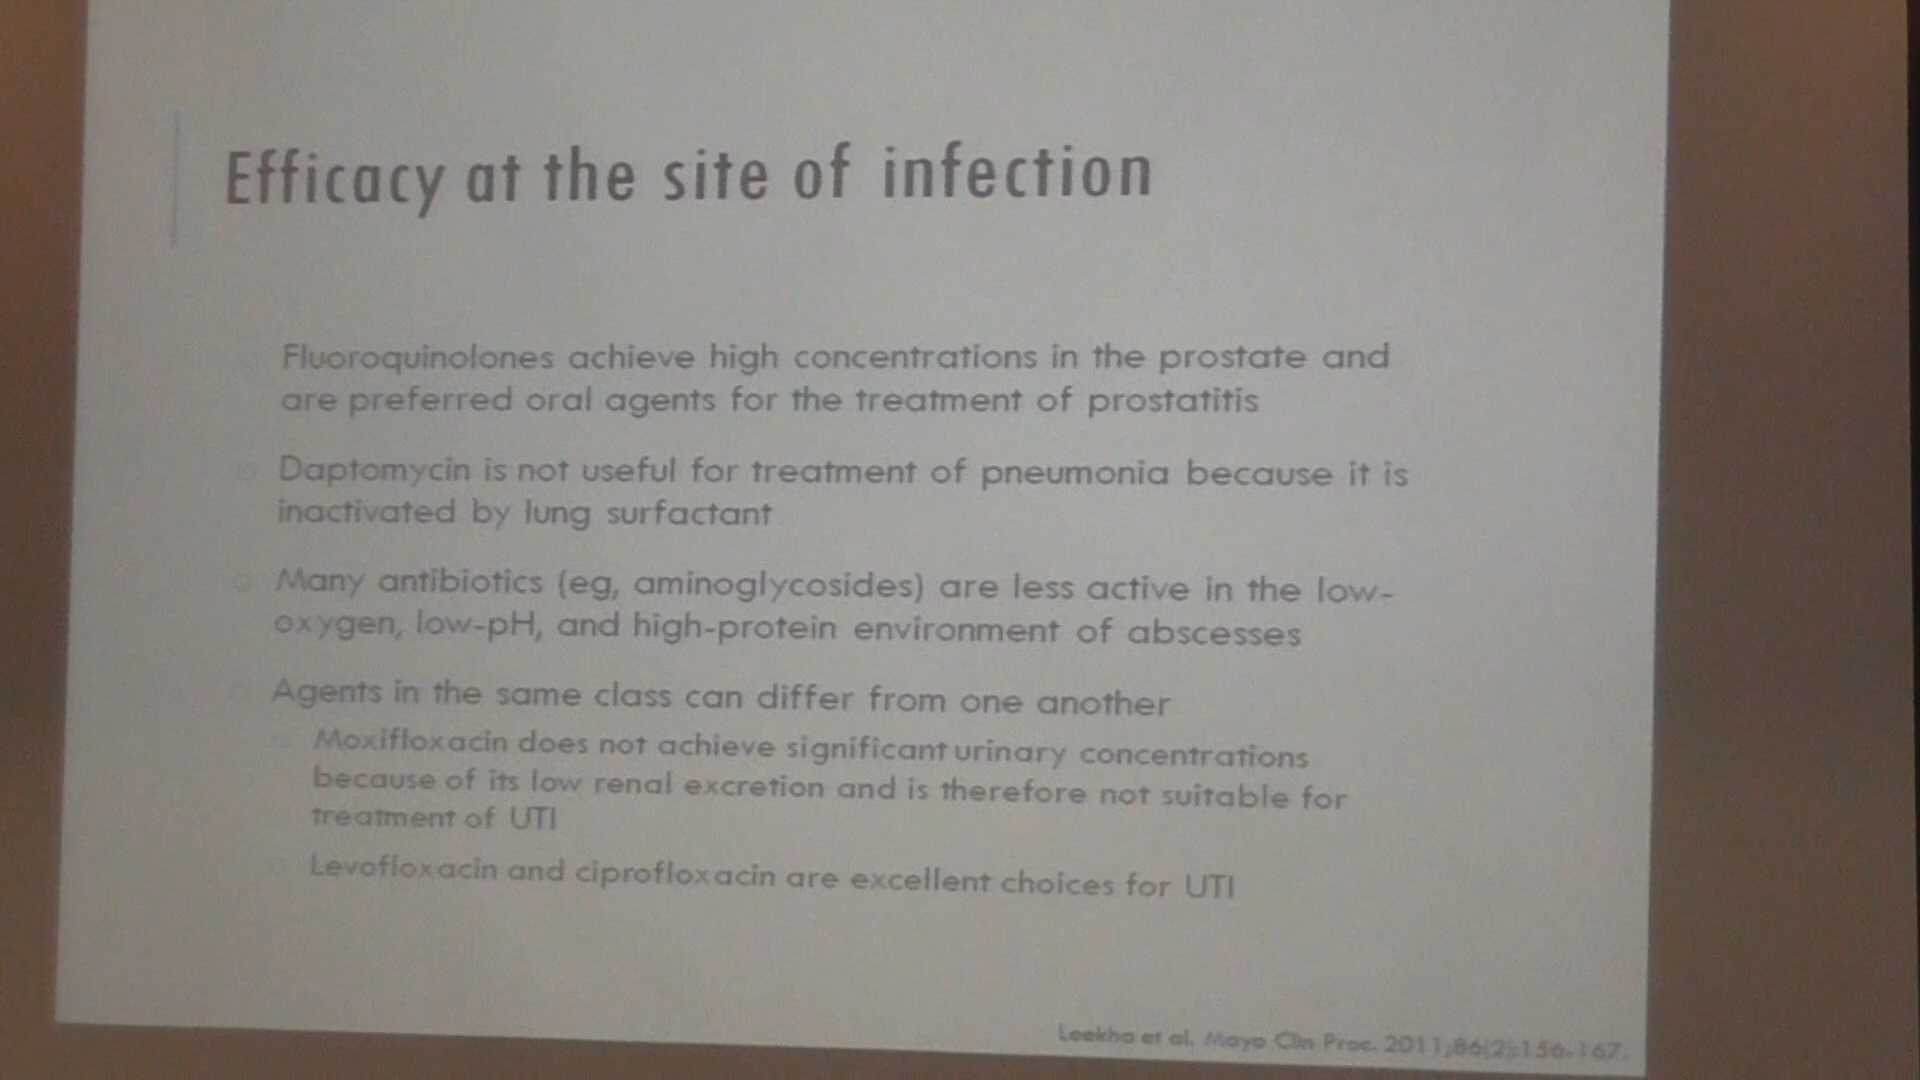 Efficacy at the site of infection
Fluoroquinolones achieve high concentrations in the prostate and
are preferred oral agents for the treatment of prostatitis
Daptomycin is not useful for treatment of pneumonia because it is
inactivated by lung surfactant
Many antibiotics (eg, aminoglycosides) are less active in the low-
oxygen, low-pH, and high-protein environment of abscesses
Agents in the same class can differ from one another
Moxifloxacin does not achieve significant urinary concentrations
because of its low renal excretion and is therefore not suitable for
treatment of UTI
Levofloxacin and ciprofloxacin are excellent choices for UTI
Leekha et al. Mayo Clin Proc. 2011;86(2):156-167.